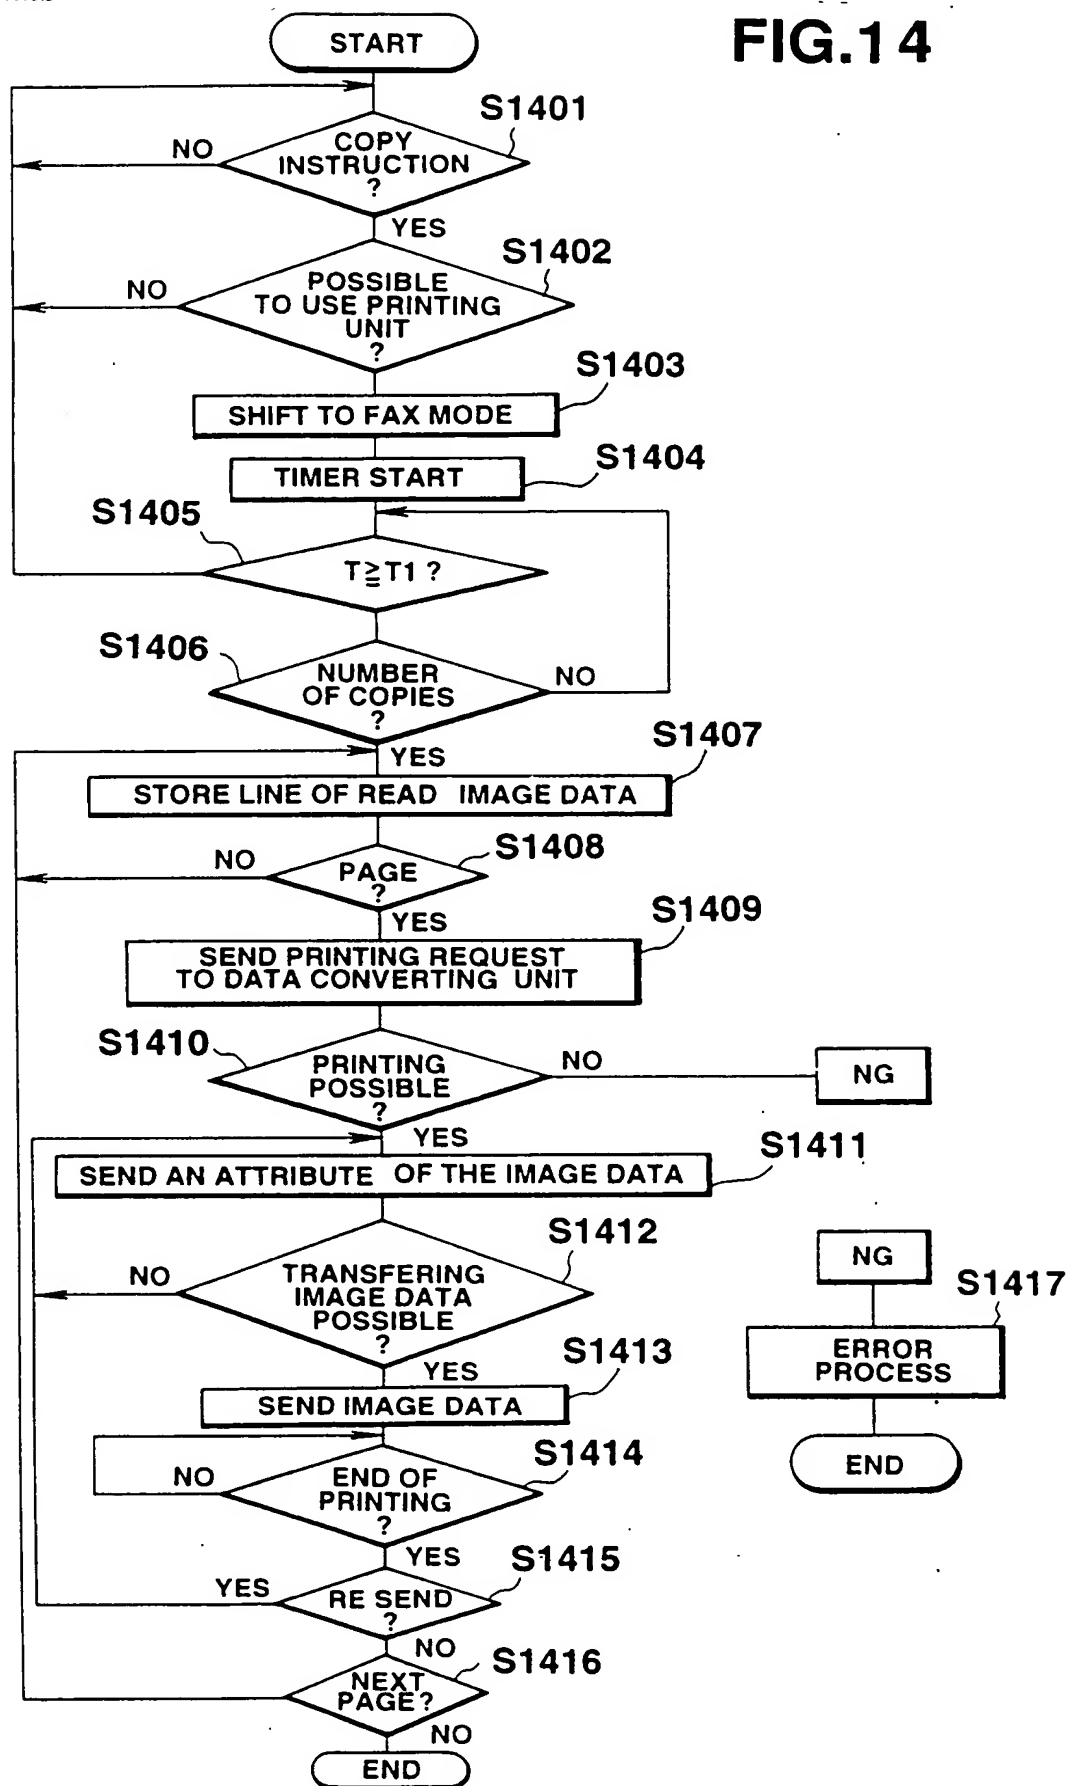 FIG.14
START
S1401
COPY
INSTRUCTION
?
NO
YES
S1402
POSSIBLE
TO USE PRINTING
UNIT
?
NO
S1403
SHIFT TO FAX MODE
S1404
TIMER START
S1405
T≧T1 ?
S1406
NUMBER
OF COPIES
?
NO
YES
S1407
STORE LINE OF READ IMAGE DATA
S1408
PAGE
?
NO
YES
S1409
SEND PRINTING REQUEST
TO DATA CONVERTING UNIT
S1410
PRINTING
POSSIBLE
?
NO
NG
YES
S1411
SEND AN ATTRIBUTE OF THE IMAGE DATA
S1412
TRANSFERING
IMAGE DATA
POSSIBLE
?
NO
YES
S1413
SEND IMAGE DATA
S1414
END OF
PRINTING
?
NO
YES
S1415
RE SEND
?
YES
NO
S1416
NEXT
PAGE?
NO
END
NG
S1417
ERROR
PROCESS
END